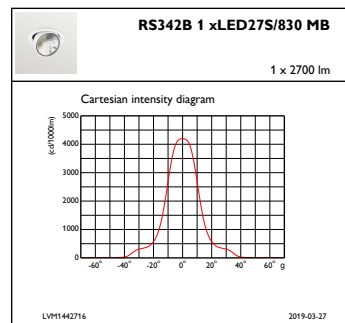 RS342B 1 xLED27S/830 MB
1 x 2700 lm
Cartesian intensity diagram
(cd/1000lm)
5000
4000
3000
2000
1000
0
-60° -40° -20° 0° 20° 40° 60° g
LVM1442716 2019-03-27